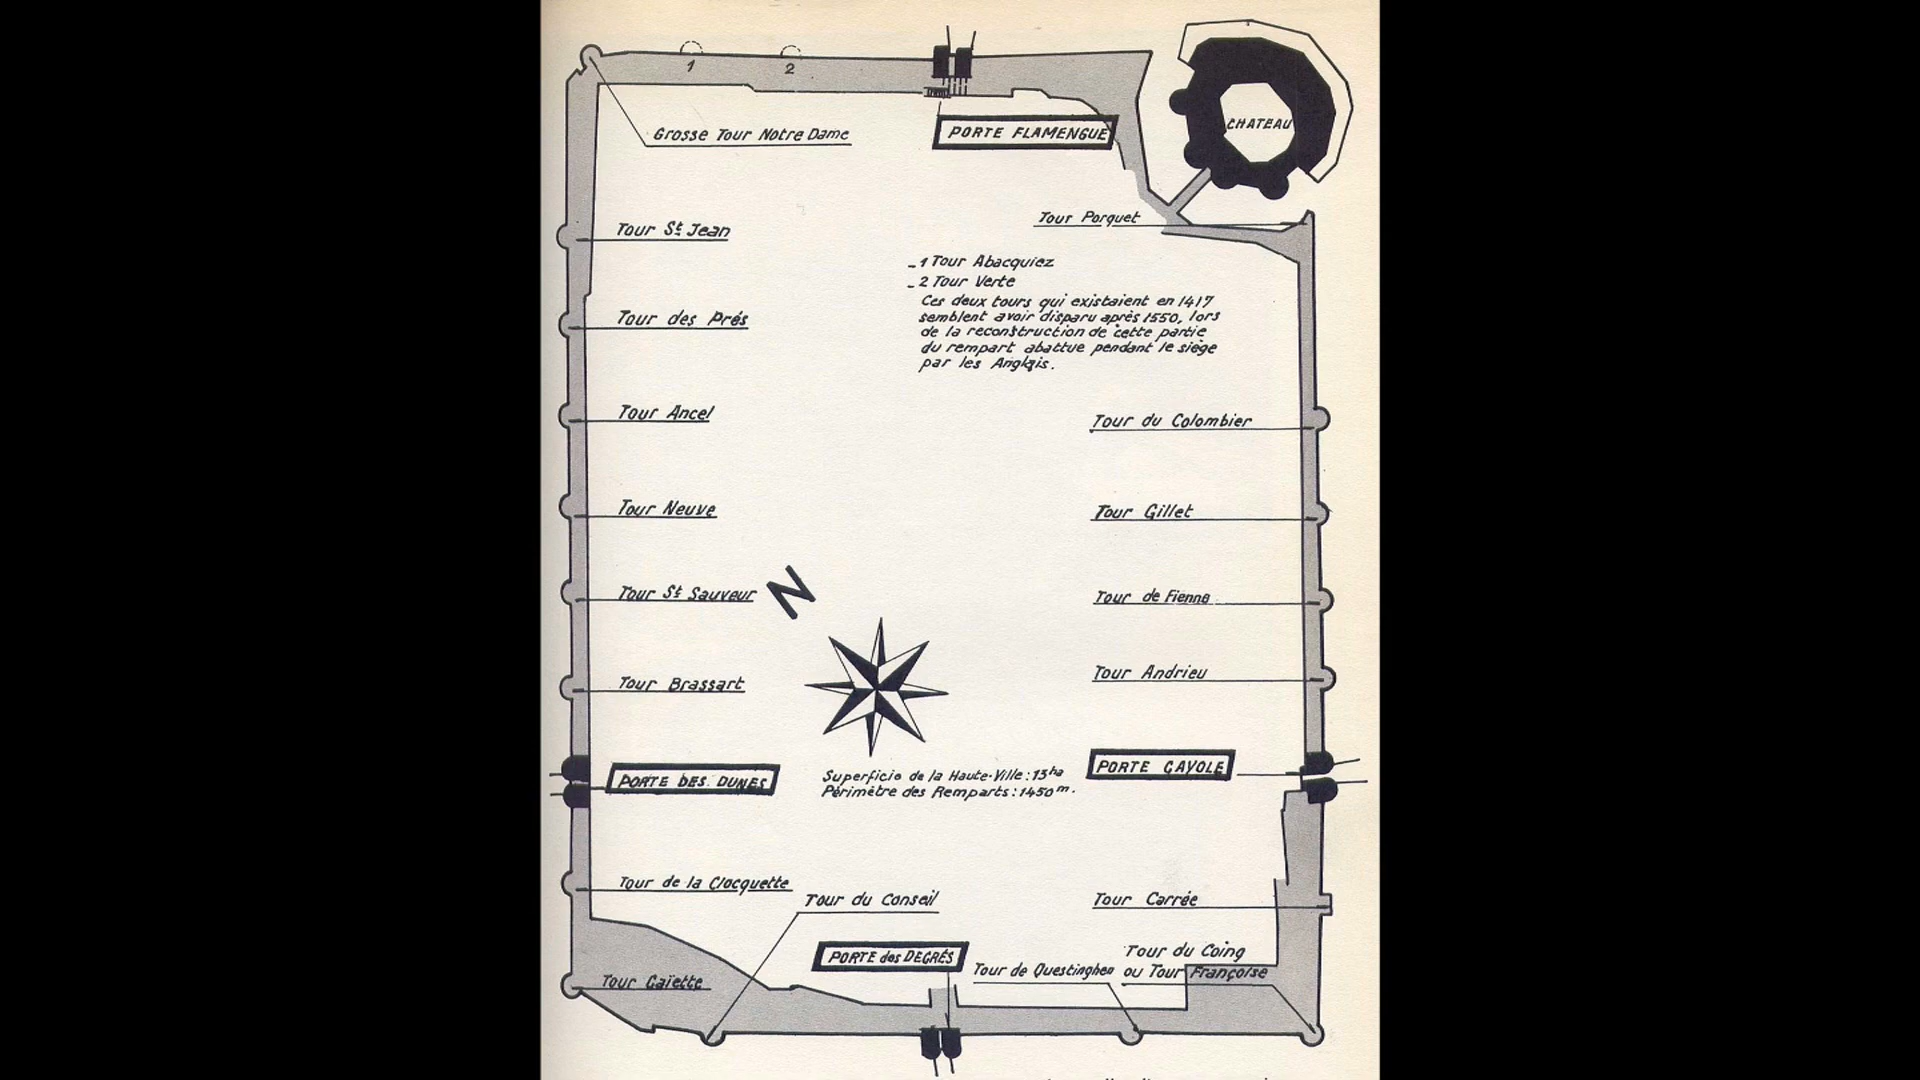 1
2
CHATEAU
Grosse Tour Notre Dame
PORTE FLAMENGUE
Tour Porquet
Tour St Jean
_ 1 Tour Abacquiez
_ 2 Tour Verte
Ces deux tours qui existaient en 1417
semblent avoir disparu après 1550, lors
de la reconstruction de cette partie
du rempart abattue pendant le siège
par les Anglais.
Tour des Prés
Tour Ancel
Tour du Colombier
Tour Neuve
Tour Gillet
Tour St Sauveur
N
Tour de Fienne
Tour Brassart
Tour Andrieu
PORTE DES DUNES
Superficie de la Haute-Ville : 13ha
Périmètre des Remparts : 1450m.
PORTE GAYOLE
Tour de la Clocquette
Tour du Conseil
Tour Carrée
PORTE des DEGRÉS
Tour de Questinghen
Tour du Coing
ou Tour Françoise
Tour Gaïette